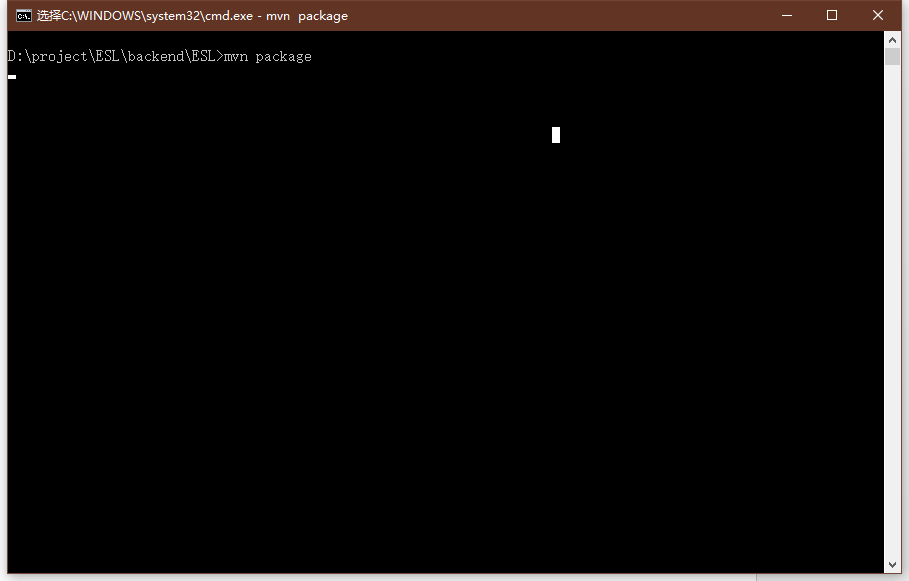 选择C:\WINDOWS\system32\cmd.exe - mvn  package
D:\project\ESL\backend\ESL>mvn package